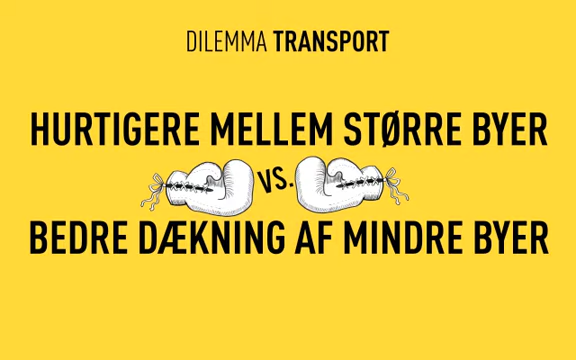 DILEMMA TRANSPORT
HURTIGERE MELLEM STØRRE BYER
VS.
BEDRE DÆKNING AF MINDRE BYER